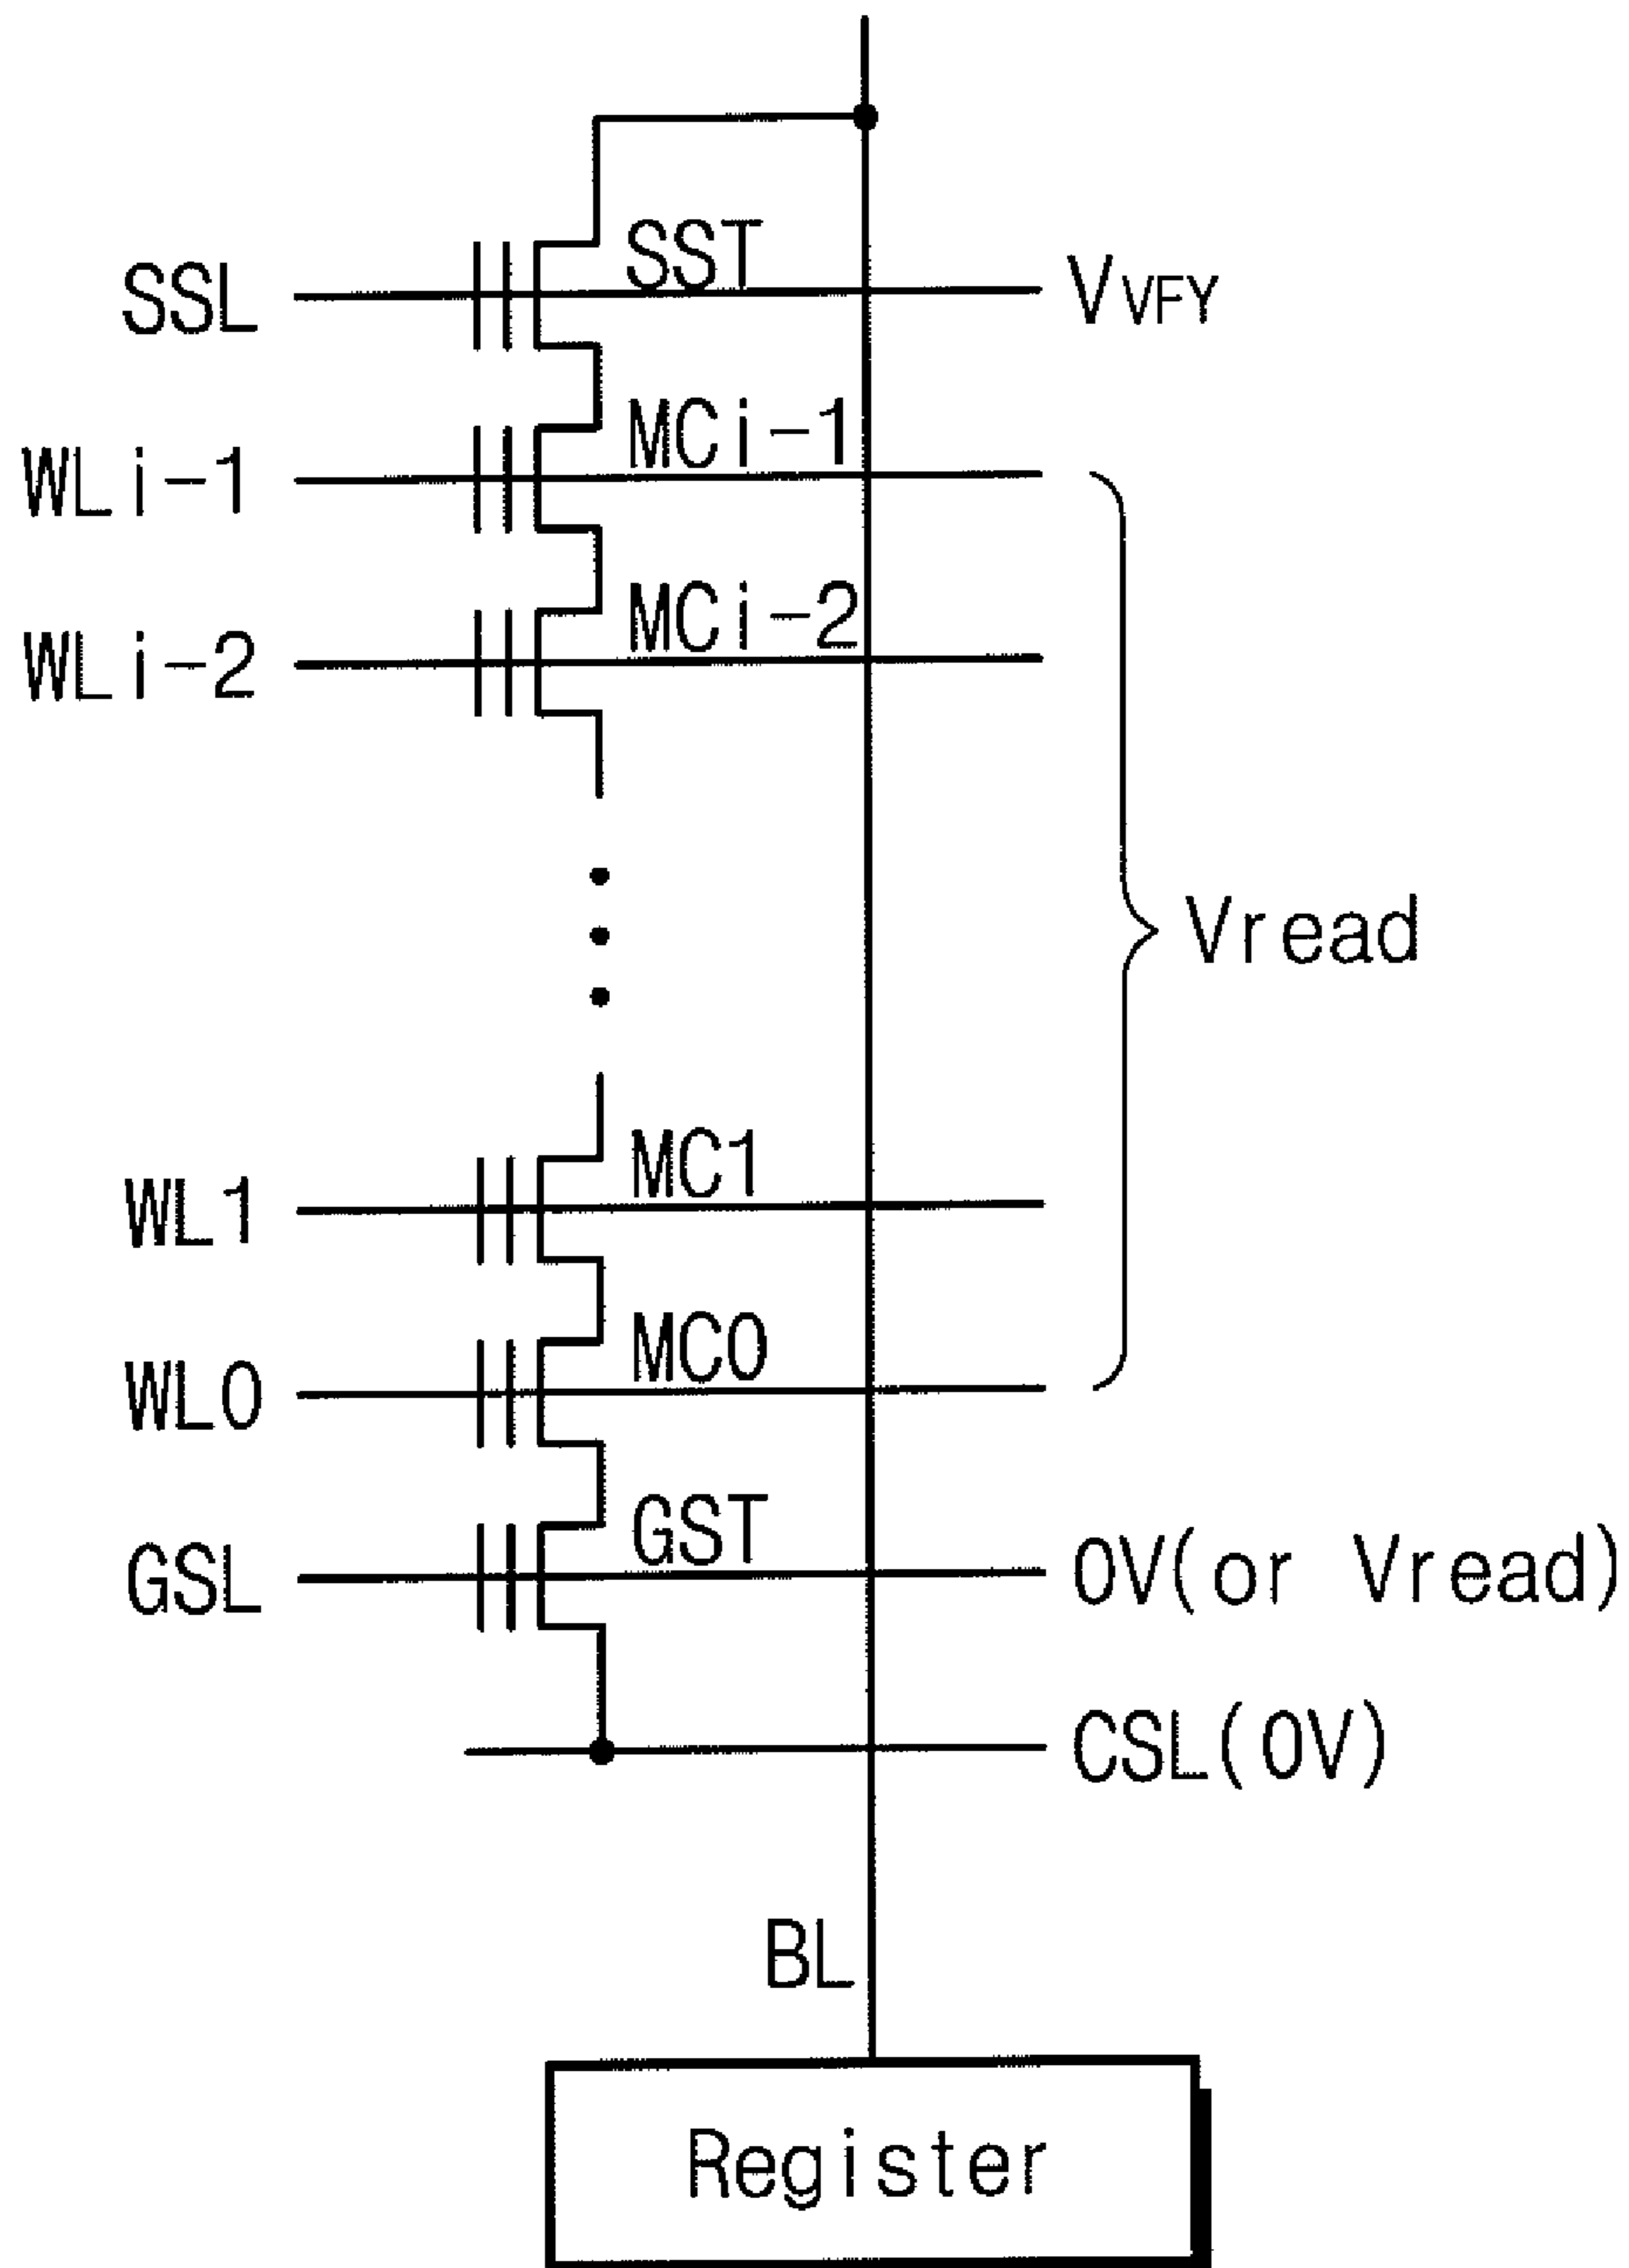 SSL SST VVFY
WLi-1 MCi-1
WLi-2 MCi-2
Vread
WL1 MC1
WL0 MC0
GSL GST 0V(or Vread)
CSL(0V)
BL
Register